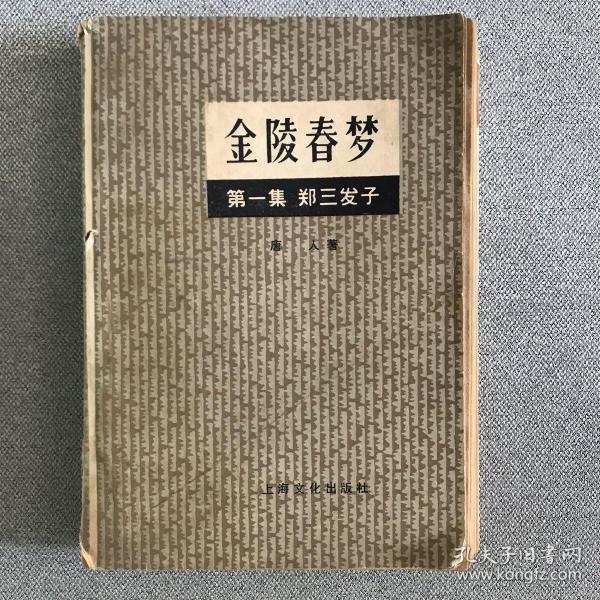 金陵春梦
第一集 郑三发子
唐 人 著
上海文化出版社
孔夫子旧书网
www.kongfz.com